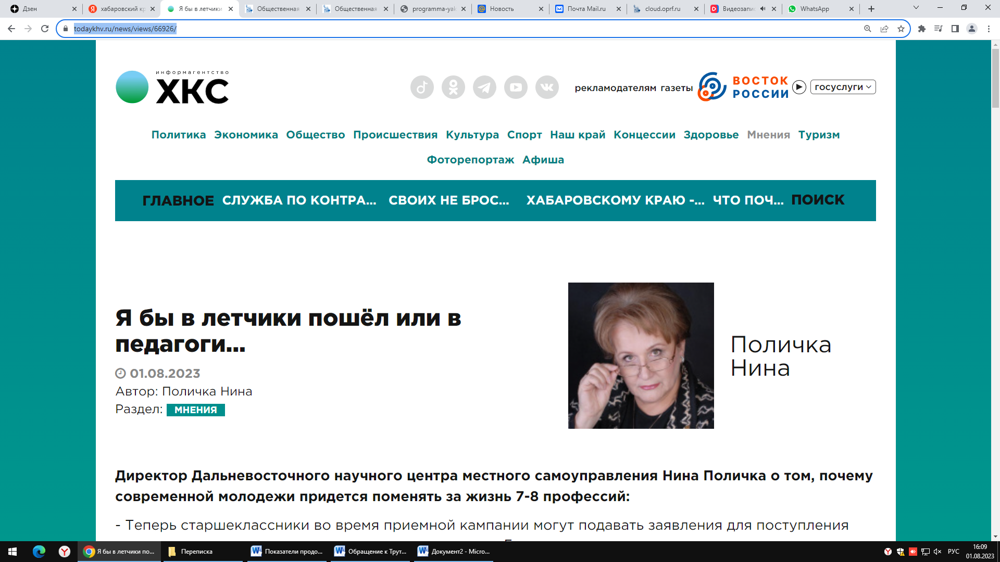 Дзен
хабаровский кр
Я бы в летчики
Общественная
Общественная
programma-yak
Новость
Почта Mail.ru
cloud.oprf.ru
Видеозапис
WhatsApp
todaykhv.ru/news/views/66926/
информагентство
ХКС
рекламодателям газеты
ВОСТОК
РОССИИ
госуслуги
Политика Экономика Общество Происшествия Культура Спорт Наш край Концессии Здоровье Мнения Туризм
Фоторепортаж Афиша
ГЛАВНОЕ СЛУЖБА ПО КОНТРА... СВОИХ НЕ БРОС... ХАБАРОВСКОМУ КРАЮ -... ЧТО ПОЧ... ПОИСК
Я бы в летчики пошёл или в
педагоги...
01.08.2023
Автор: Поличка Нина
Раздел: МНЕНИЯ
Поличка
Нина
Директор Дальневосточного научного центра местного самоуправления Нина Поличка о том, почему
современной молодежи придется поменять за жизнь 7-8 профессий:
- Теперь старшеклассники во время приемной кампании могут подавать заявления для поступления
Я бы в летчики по...
Переписка
Показатели продо...
Обращение к Трут...
Документ2 - Micro...
РУС
16:09
01.08.2023